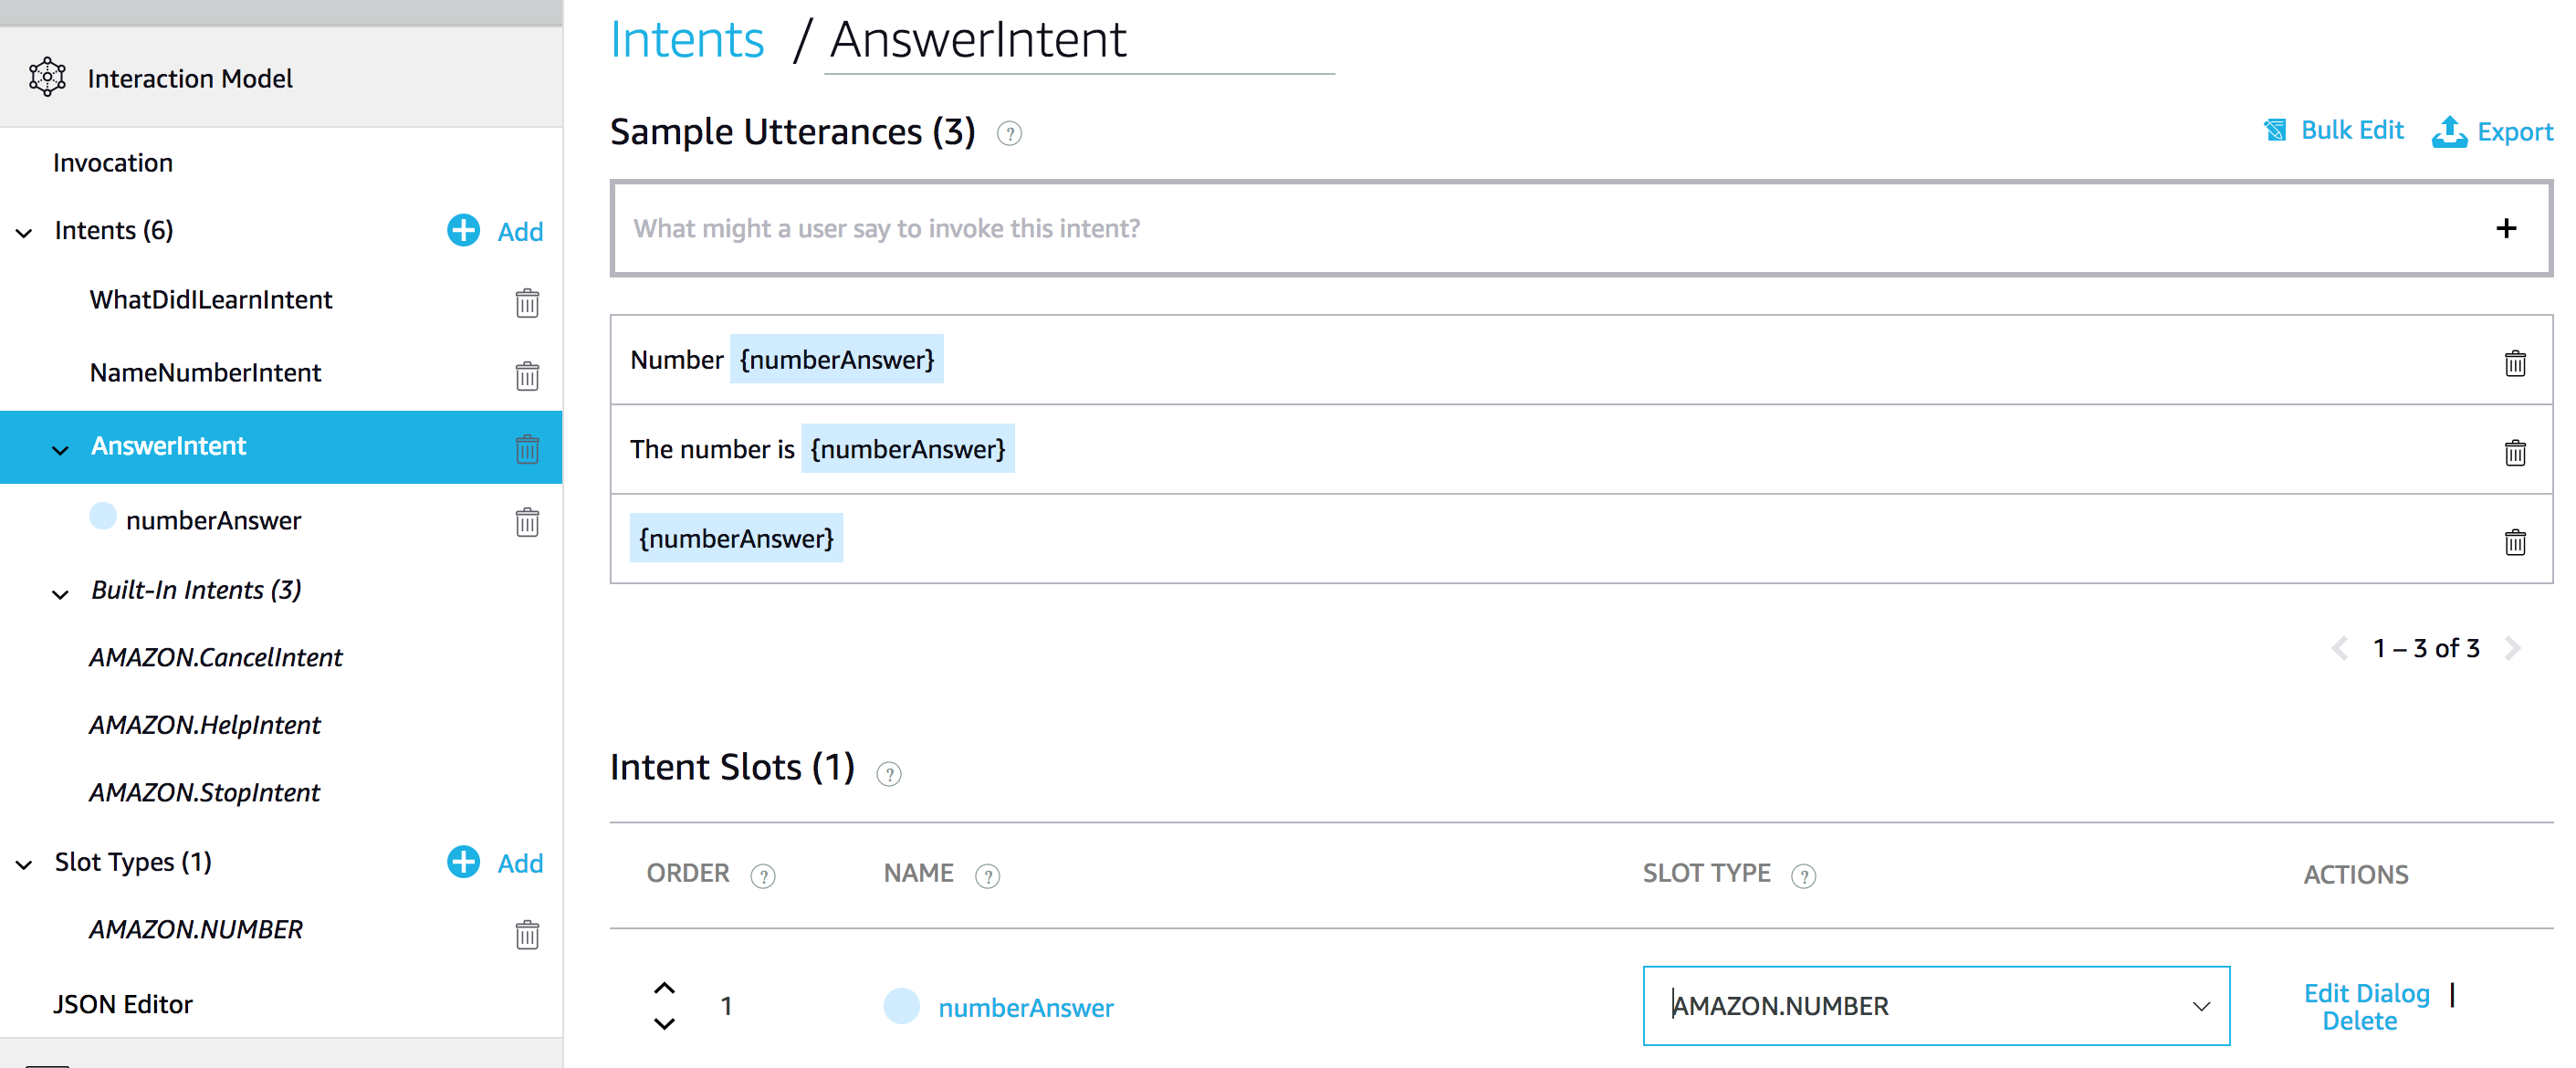 Interaction Model
Invocation
Intents (6)
Add
WhatDidILearnIntent
NameNumberIntent
AnswerIntent
numberAnswer
Built-In Intents (3)
AMAZON.CancelIntent
AMAZON.HelpIntent
AMAZON.StopIntent
Slot Types (1)
Add
AMAZON.NUMBER
JSON Editor
Intents / AnswerIntent
Sample Utterances (3) ?
Bulk Edit
Export
What might a user say to invoke this intent? +
Number {numberAnswer}
The number is {numberAnswer}
{numberAnswer}
1 – 3 of 3
Intent Slots (1) ?
ORDER ? NAME ? SLOT TYPE ? ACTIONS
1 numberAnswer AMAZON.NUMBER Edit Dialog |
Delete